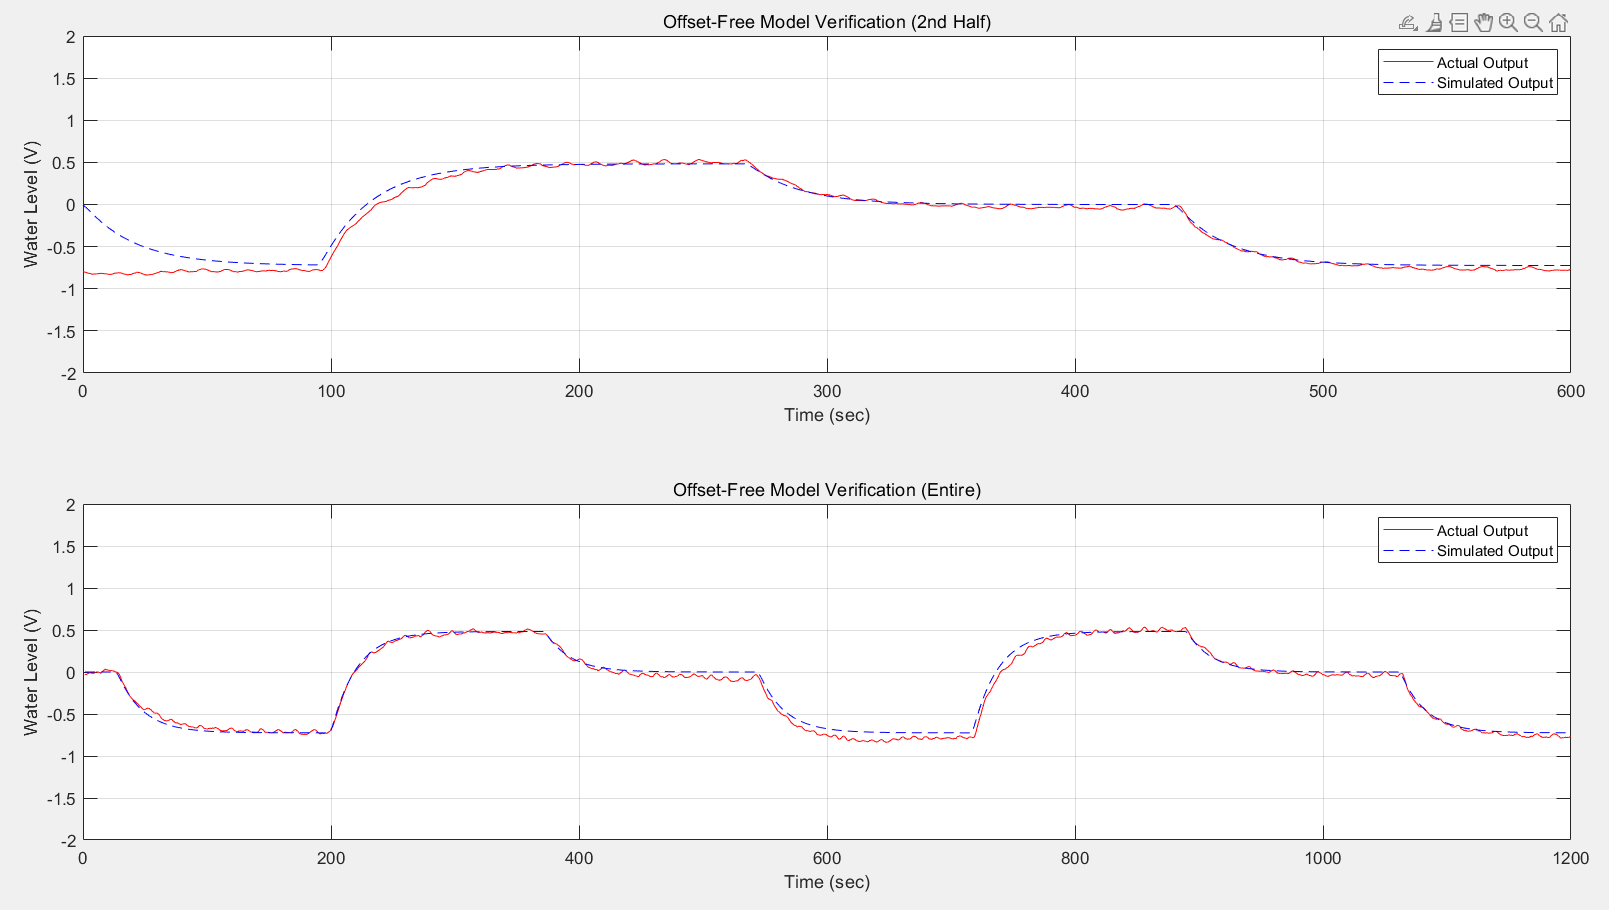 Offset-Free Model Verification (2nd Half)
2
1.5
1
0.5
0
-0.5
-1
-1.5
-2
Water Level (V)
Actual Output
Simulated Output
0 100 200 300 400 500 600
Time (sec)
Offset-Free Model Verification (Entire)
2
1.5
1
0.5
0
-0.5
-1
-1.5
-2
Water Level (V)
Actual Output
Simulated Output
0 200 400 600 800 1000 1200
Time (sec)